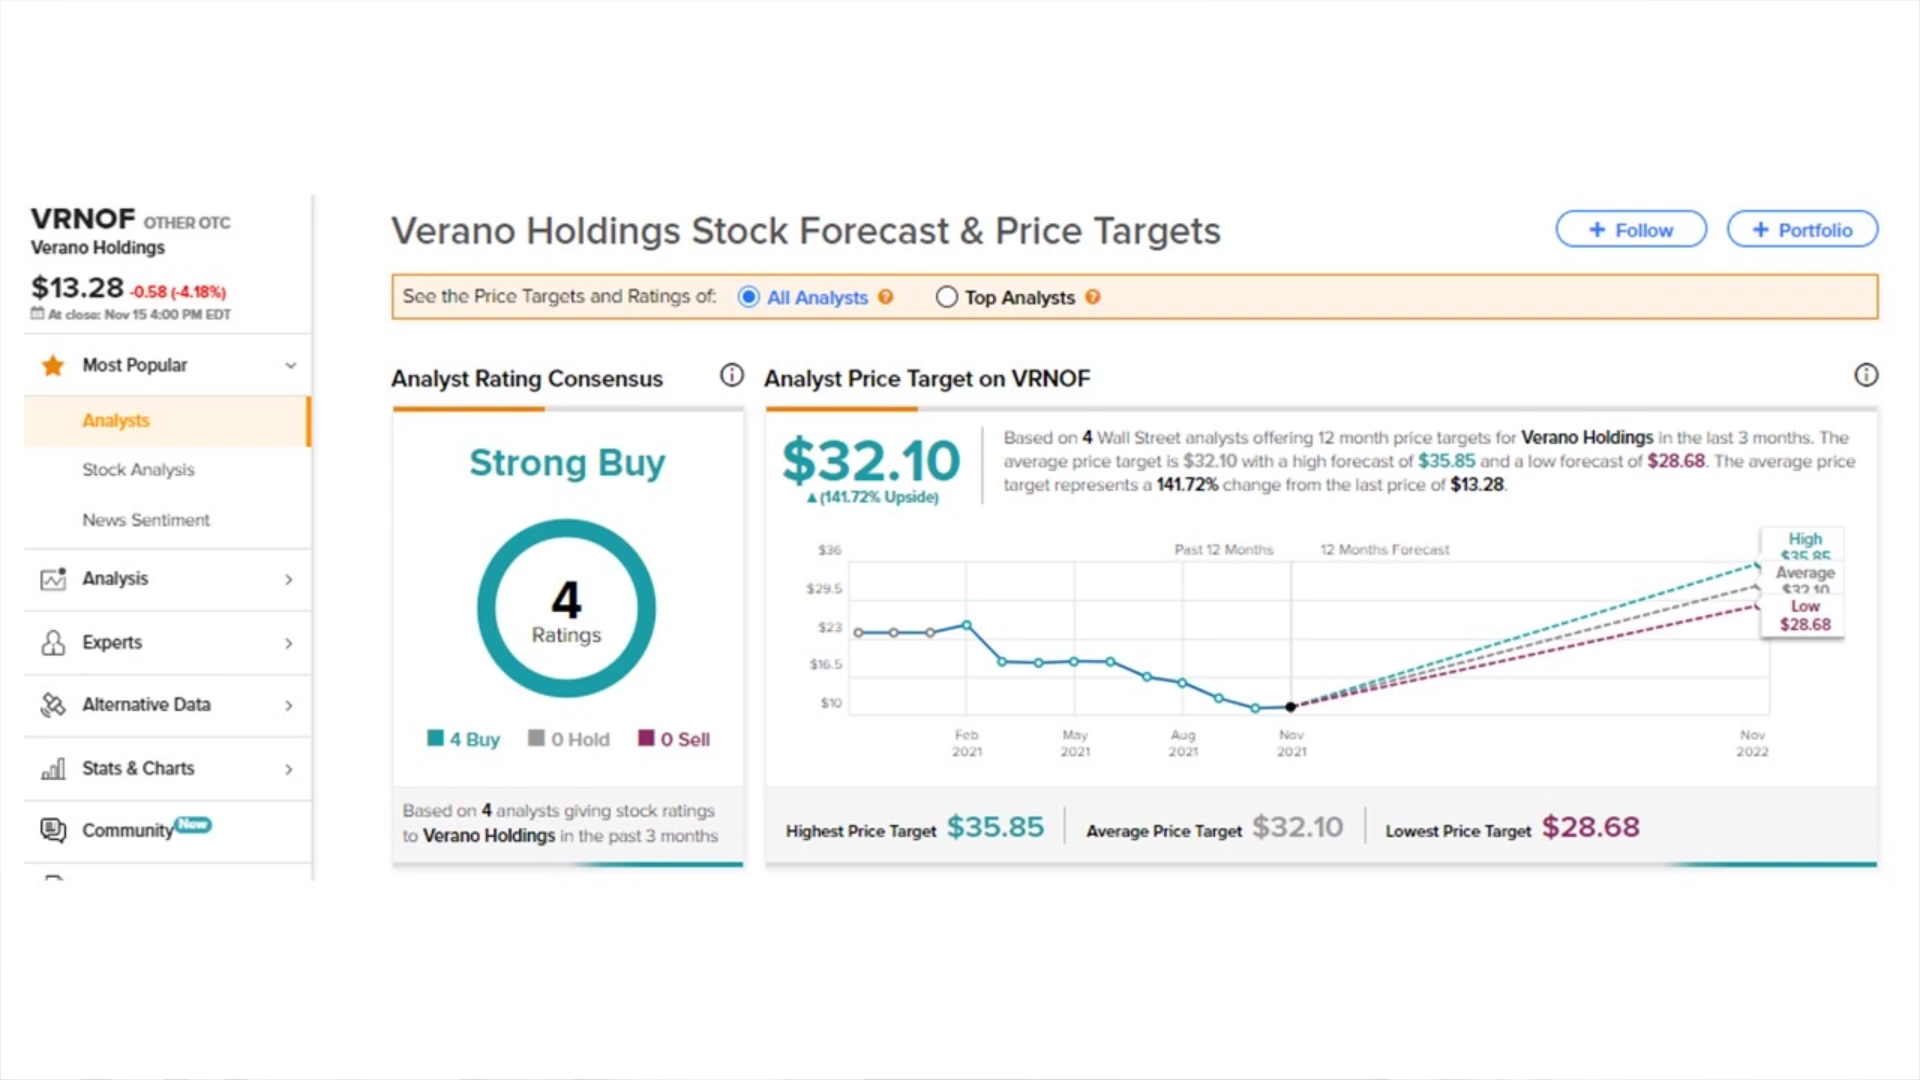 VRNOF OTHER OTC
Verano Holdings
$13.28 -0.58 (-4.18%)
At close: Nov 15 4:00 PM EDT
Most Popular
Analysts
Stock Analysis
News Sentiment
Analysis
Experts
Alternative Data
Stats & Charts
Community New
Verano Holdings Stock Forecast & Price Targets
+ Follow
+ Portfolio
See the Price Targets and Ratings of: All Analysts ? Top Analysts ?
Analyst Rating Consensus
Strong Buy
4
Ratings
4 Buy 0 Hold 0 Sell
Based on 4 analysts giving stock ratings
to Verano Holdings in the past 3 months
Analyst Price Target on VRNOF
$32.10
▲(141.72% Upside)
Based on 4 Wall Street analysts offering 12 month price targets for Verano Holdings in the last 3 months. The
average price target is $32.10 with a high forecast of $35.85 and a low forecast of $28.68. The average price
target represents a 141.72% change from the last price of $13.28.
Past 12 Months 12 Months Forecast
$36
$29.5
$23
$16.5
$10
High
$35.85
Average
$32.10
Low
$28.68
Feb
2021
May
2021
Aug
2021
Nov
2021
Nov
2022
Highest Price Target $35.85
Average Price Target $32.10
Lowest Price Target $28.68